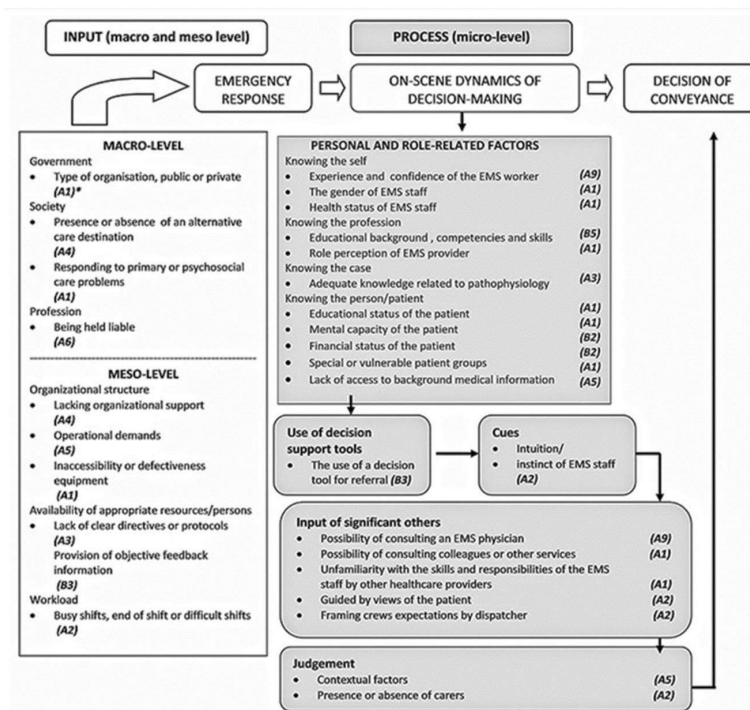 INPUT (macro and meso level)
PROCESS (micro-level)
EMERGENCY
RESPONSE
ON-SCENE DYNAMICS OF
DECISION-MAKING
DECISION OF
CONVEYANCE
MACRO-LEVEL
Government
• Type of organisation, public or private
(A1)*
Society
• Presence or absence of an alternative
care destination
(A4)
• Responding to primary or psychosocial
care problems
(A1)
Profession
• Being held liable
(A6)
MESO-LEVEL
Organizational structure
• Lacking organizational support
(A4)
• Operational demands
(A5)
• Inaccessibility or defectiveness
equipment
(A1)
Availability of appropriate resources/persons
• Lack of clear directives or protocols
(A3)
Provision of objective feedback
information
(B3)
Workload
• Busy shifts, end of shift or difficult shifts
(A2)
PERSONAL AND ROLE-RELATED FACTORS
Knowing the self
• Experience and confidence of the EMS worker (A9)
• The gender of EMS staff (A1)
• Health status of EMS staff (A1)
Knowing the profession
• Educational background , competencies and skills (B5)
• Role perception of EMS provider (A1)
Knowing the case
• Adequate knowledge related to pathophysiology (A3)
Knowing the person/patient
• Educational status of the patient (A1)
• Mental capacity of the patient (A1)
• Financial status of the patient (B2)
(B2)
• Special or vulnerable patient groups (A1)
• Lack of access to background medical information (A5)
Use of decision
support tools
• The use of a decision
tool for referral (B3)
Cues
• Intuition/
• instinct of EMS staff
(A2)
Input of significant others
• Possibility of consulting an EMS physician (A9)
• Possibility of consulting colleagues or other services (A1)
• Unfamiliarity with the skills and responsibilities of the EMS
staff by other healthcare providers (A1)
• Guided by views of the patient (A2)
• Framing crews expectations by dispatcher (A2)
Judgement
• Contextual factors (A5)
• Presence or absence of carers (A2)